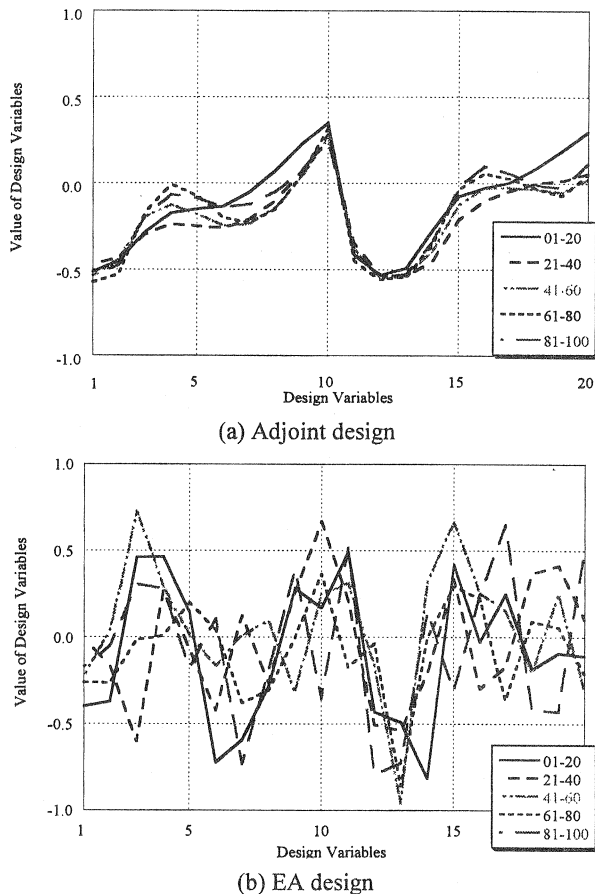 1.0
0.5
0.0
-0.5
-1.0
Value of Design Variables
01-20
21-40
41-60
61-80
81-100
1 5 10 15 20
Design Variables
(a) Adjoint design
1.0
0.5
0.0
-0.5
-1.0
Value of Design Variables
01-20
21-40
41-60
61-80
81-100
1 5 10 15
Design Variables
(b) EA design